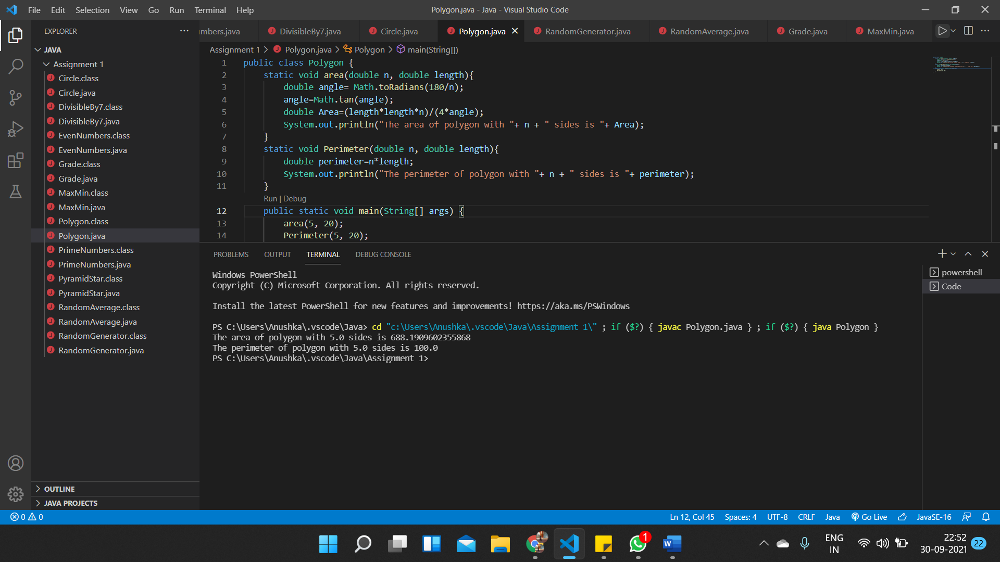 File Edit Selection View Go Run Terminal Help
Polygon.java - Java - Visual Studio Code
EXPLORER
JAVA
Assignment 1
Circle.class
Circle.java
DivisibleBy7.class
DivisibleBy7.java
EvenNumbers.class
EvenNumbers.java
Grade.class
Grade.java
MaxMin.class
MaxMin.java
Polygon.class
Polygon.java
PrimeNumbers.class
PrimeNumbers.java
PyramidStar.class
PyramidStar.java
RandomAverage.class
RandomAverage.java
RandomGenerator.class
RandomGenerator.java
OUTLINE
JAVA PROJECTS
mbers.java DivisibleBy7.java Circle.java Polygon.java RandomGenerator.java RandomAverage.java Grade.java MaxMin.java
Assignment 1 > Polygon.java > Polygon > main(String[])
1 public class Polygon {
2 static void area(double n, double length){
3 double angle= Math.toRadians(180/n);
4 angle=Math.tan(angle);
5 double Area=(length*length*n)/(4*angle);
6 System.out.println("The area of polygon with "+ n + " sides is "+ Area);
7 }
8 static void Perimeter(double n, double length){
9 double perimeter=n*length;
10 System.out.println("The perimeter of polygon with "+ n + " sides is "+ perimeter);
11 }
Run | Debug
12 public static void main(String[] args) {
13 area(5, 20);
14 Perimeter(5, 20);
PROBLEMS OUTPUT TERMINAL DEBUG CONSOLE
Windows PowerShell
Copyright (C) Microsoft Corporation. All rights reserved.
Install the latest PowerShell for new features and improvements! https://aka.ms/PSWindows
PS C:\Users\Anushka\.vscode\Java> cd "c:\Users\Anushka\.vscode\Java\Assignment 1\" ; if ($?) { javac Polygon.java } ; if ($?) { java Polygon }
The area of polygon with 5.0 sides is 688.1909602355868
The perimeter of polygon with 5.0 sides is 100.0
PS C:\Users\Anushka\.vscode\Java\Assignment 1>
powershell
Code
0 0
Ln 12, Col 45 Spaces: 4 UTF-8 CRLF Java Go Live JavaSE-16
1
W
ENG
IN
22:52
30-09-2021
22